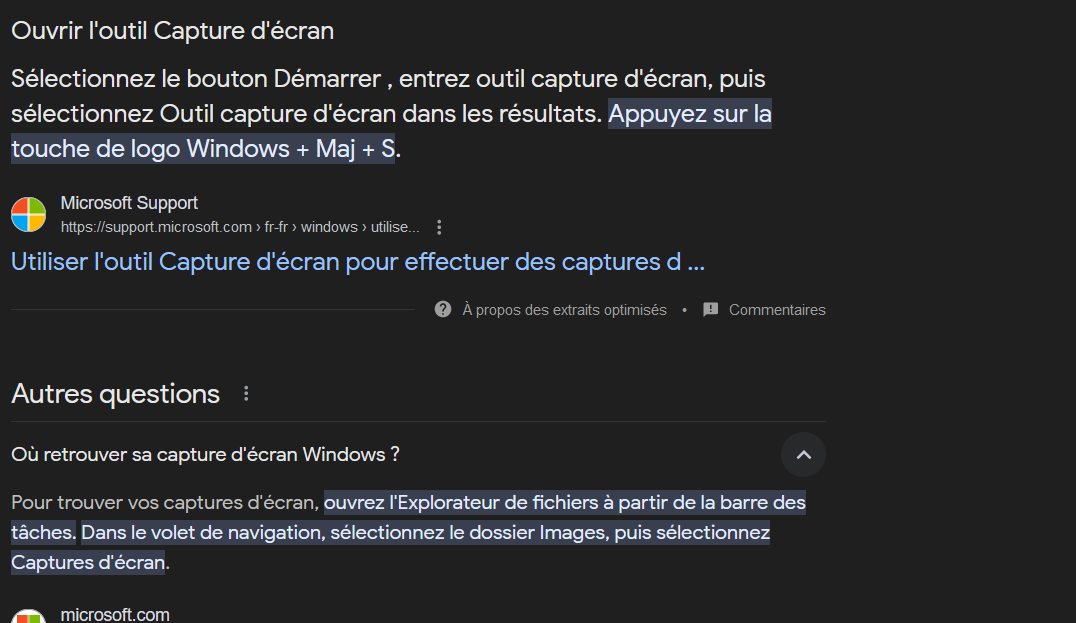 Ouvrir l'outil Capture d'écran
Sélectionnez le bouton Démarrer , entrez outil capture d'écran, puis
sélectionnez Outil capture d'écran dans les résultats. Appuyez sur la
touche de logo Windows + Maj + S.
Microsoft Support
https://support.microsoft.com › fr-fr › windows › utilise...
Utiliser l'outil Capture d'écran pour effectuer des captures d ...
À propos des extraits optimisés • Commentaires
Autres questions
Où retrouver sa capture d'écran Windows ?
Pour trouver vos captures d'écran, ouvrez l'Explorateur de fichiers à partir de la barre des
tâches. Dans le volet de navigation, sélectionnez le dossier Images, puis sélectionnez
Captures d'écran.
microsoft.com